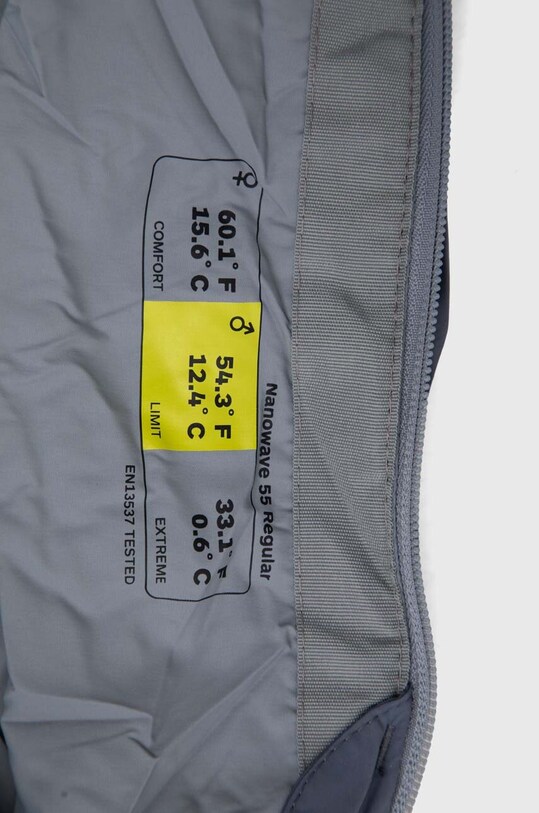 Nanowave 55 Regular
60.1° F
15.6° C
COMFORT
54.3° F
12.4° C
LIMIT
33.1° F
0.6° C
EXTREME
EN13537 TESTED